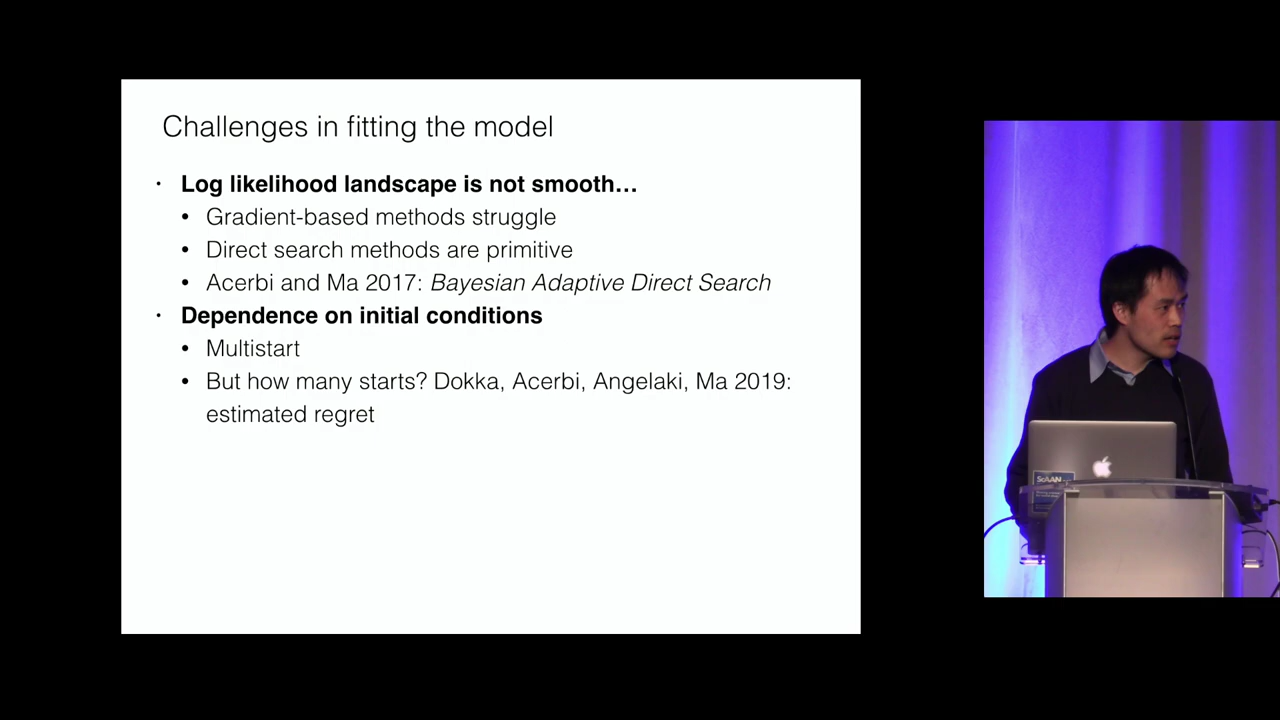 Challenges in fitting the model
• Log likelihood landscape is not smooth...
• Gradient-based methods struggle
• Direct search methods are primitive
• Acerbi and Ma 2017: Bayesian Adaptive Direct Search
• Dependence on initial conditions
• Multistart
• But how many starts? Dokka, Acerbi, Angelaki, Ma 2019:
estimated regret